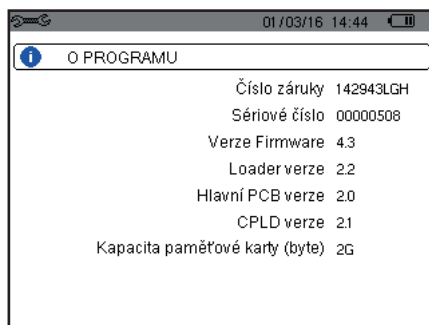 01/03/16 14:44
O PROGRAMU
Číslo záruky 142943LGH
Sériové číslo 00000508
Verze Firmware 4.3
Loader verze 2.2
Hlavní PCB verze 2.0
CPLD verze 2.1
Kapacita paměťové karty (byte) 2G